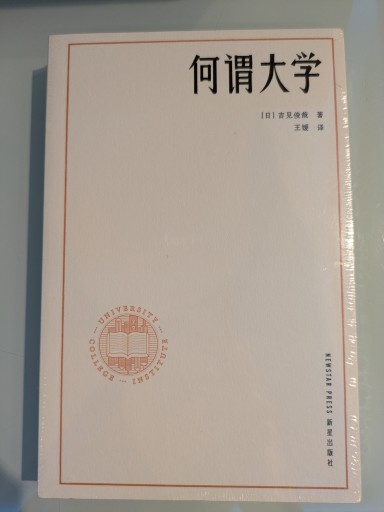 何谓大学
[日] 吉见俊哉 著
王嫒 译
UNIVERSITY
COLLEGE
INSTITUTE
NEWSTAR PRESS 新星出版社